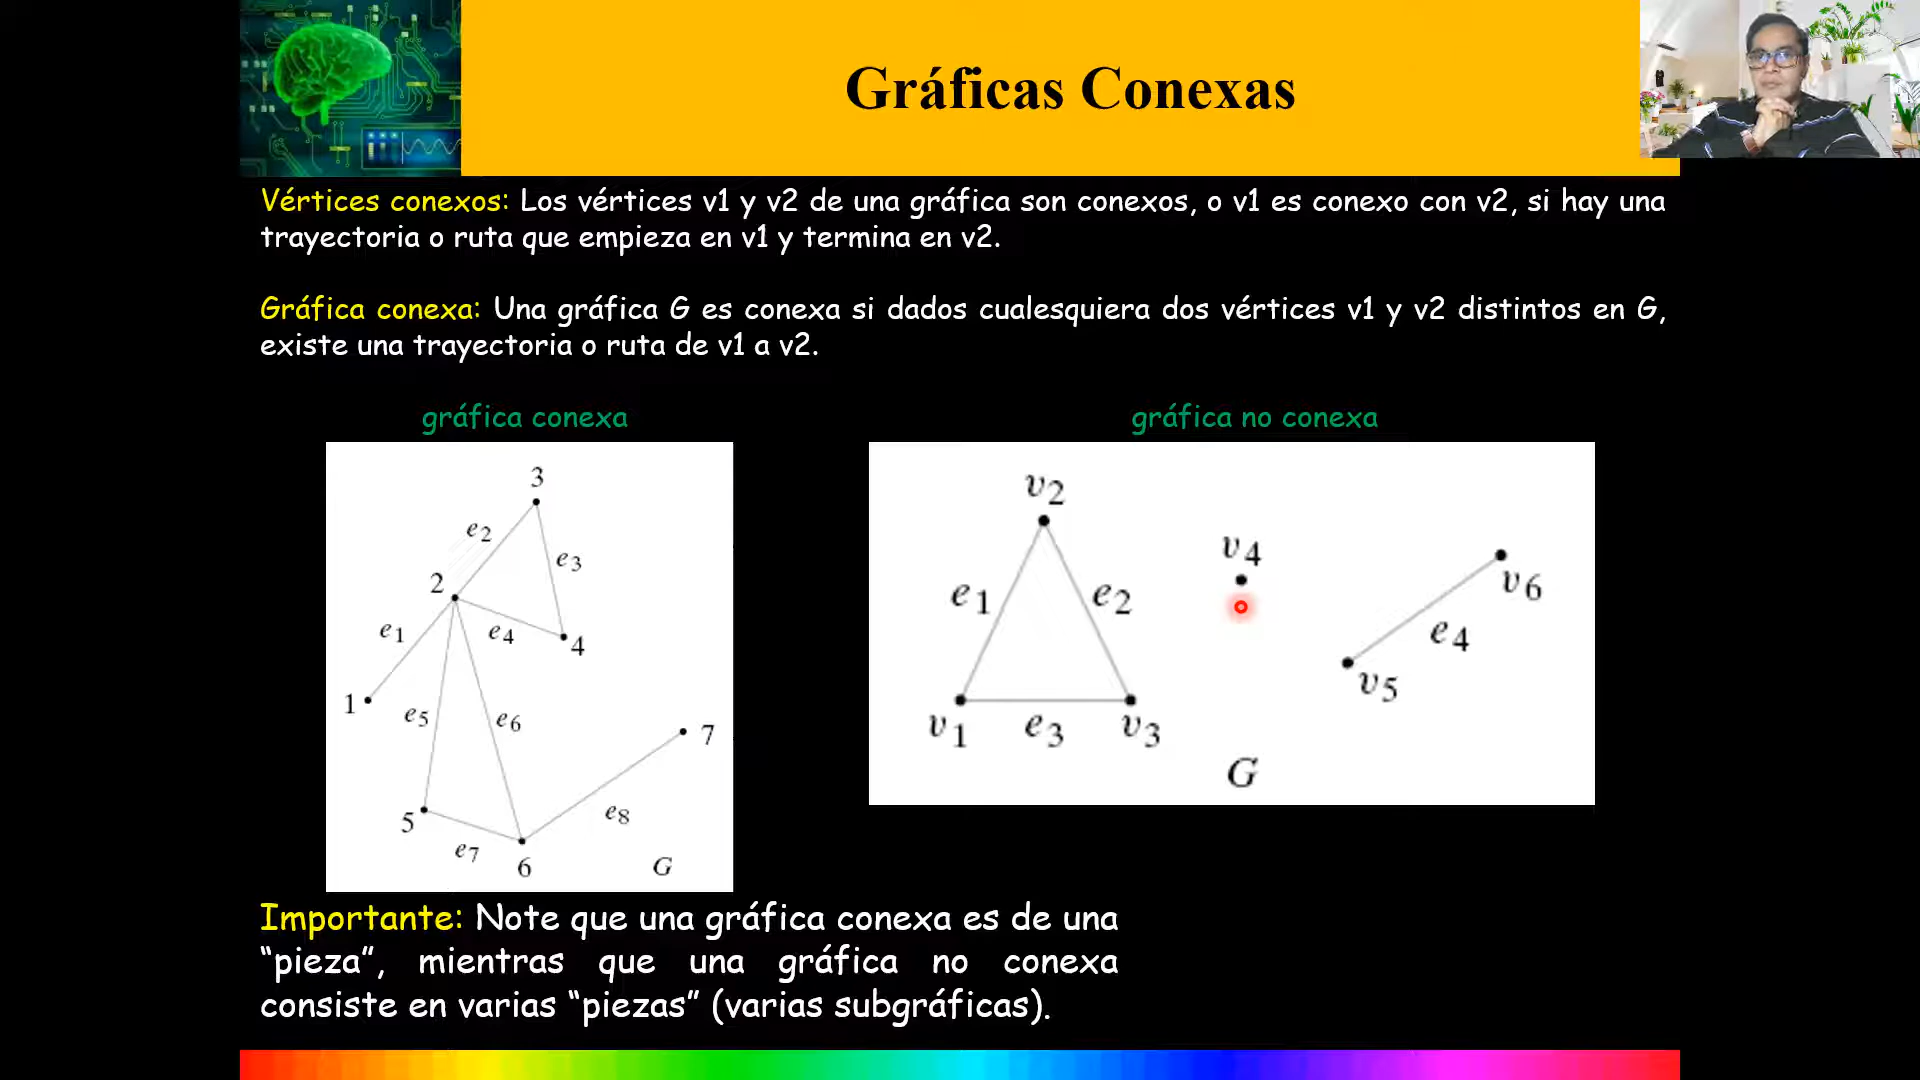 Gráficas Conexas
Vértices conexos: Los vértices v1 y v2 de una gráfica son conexos, o v1 es conexo con v2, si hay una
trayectoria o ruta que empieza en v1 y termina en v2.
Gráfica conexa: Una gráfica G es conexa si dados cualesquiera dos vértices v1 y v2 distintos en G,
existe una trayectoria o ruta de v1 a v2.
gráfica conexa
3
e2
e3
2
e1
e4
4
1
e5
e6
7
5
e8
e7
6
G
gráfica no conexa
v2
v4
e1
e2
v6
e4
v5
v1
e3
v3
G
Importante: Note que una gráfica conexa es de una
“pieza”, mientras que una gráfica no conexa
consiste en varias “piezas” (varias subgráficas).